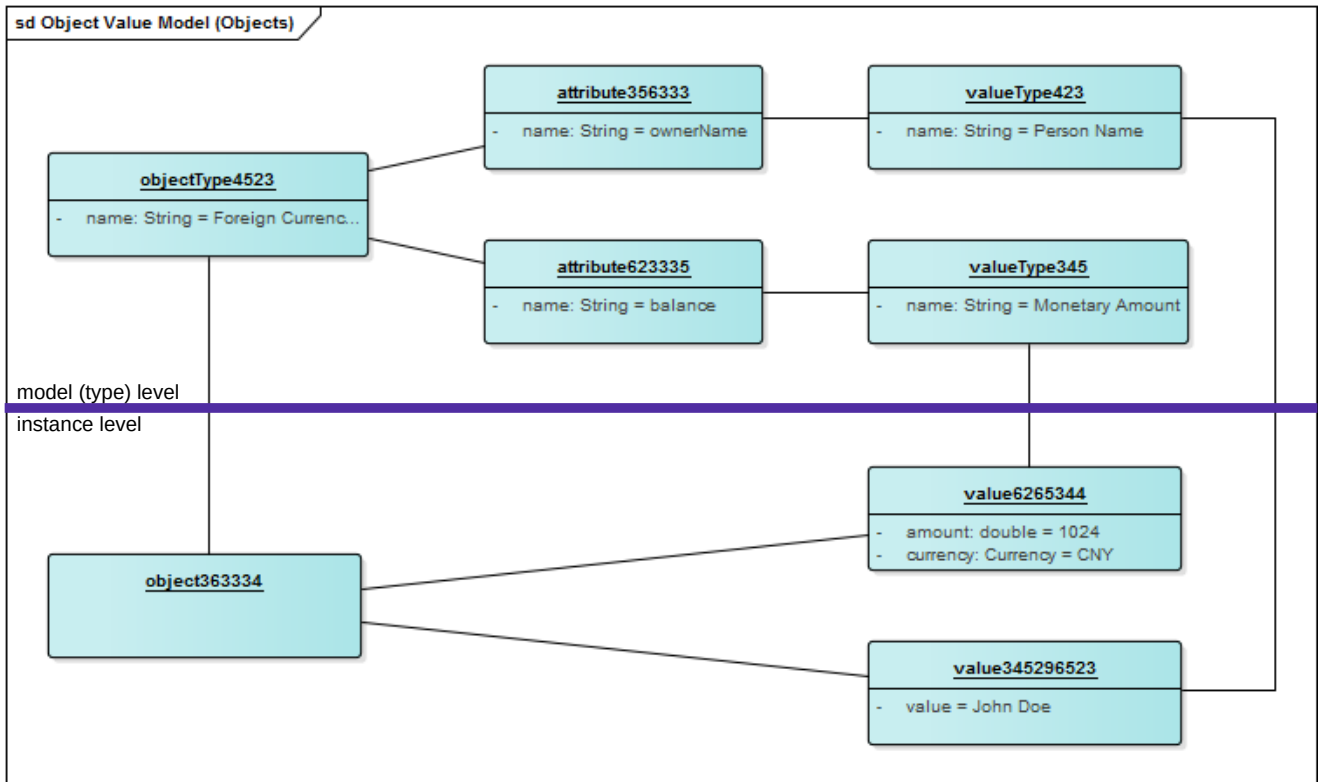 sd Object Value Model (Objects)
attribute356333
- name: String = ownerName
valueType423
- name: String = Person Name
objectType4523
- name: String = Foreign Currenc...
attribute623335
- name: String = balance
valueType345
- name: String = Monetary Amount
model (type) level
instance level
value6265344
- amount: double = 1024
- currency: Currency = CNY
object363334
value345296523
- value = John Doe